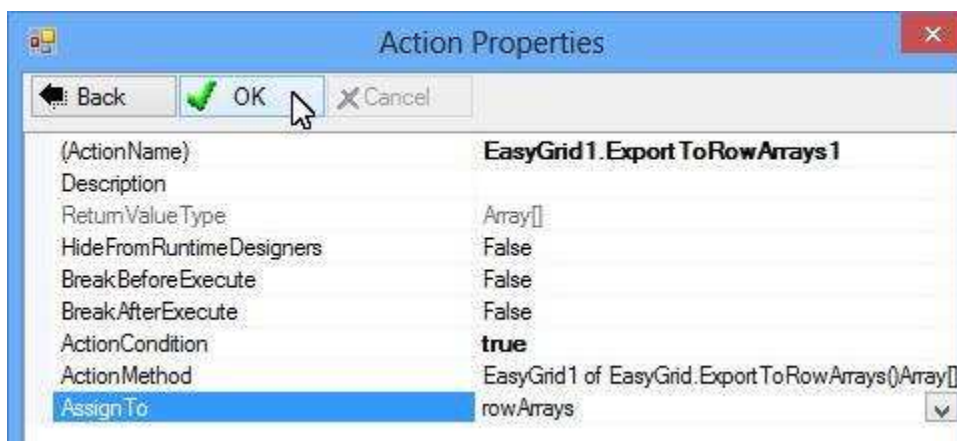 Action Properties
Back OK Cancel
(ActionName) EasyGrid1.ExportToRowArrays1
Description
ReturnValueType Array[]
HideFromRuntimeDesigners False
BreakBeforeExecute False
BreakAfterExecute False
ActionCondition true
ActionMethod EasyGrid1 of EasyGrid.ExportToRowArrays()Array[]
AssignTo rowArrays